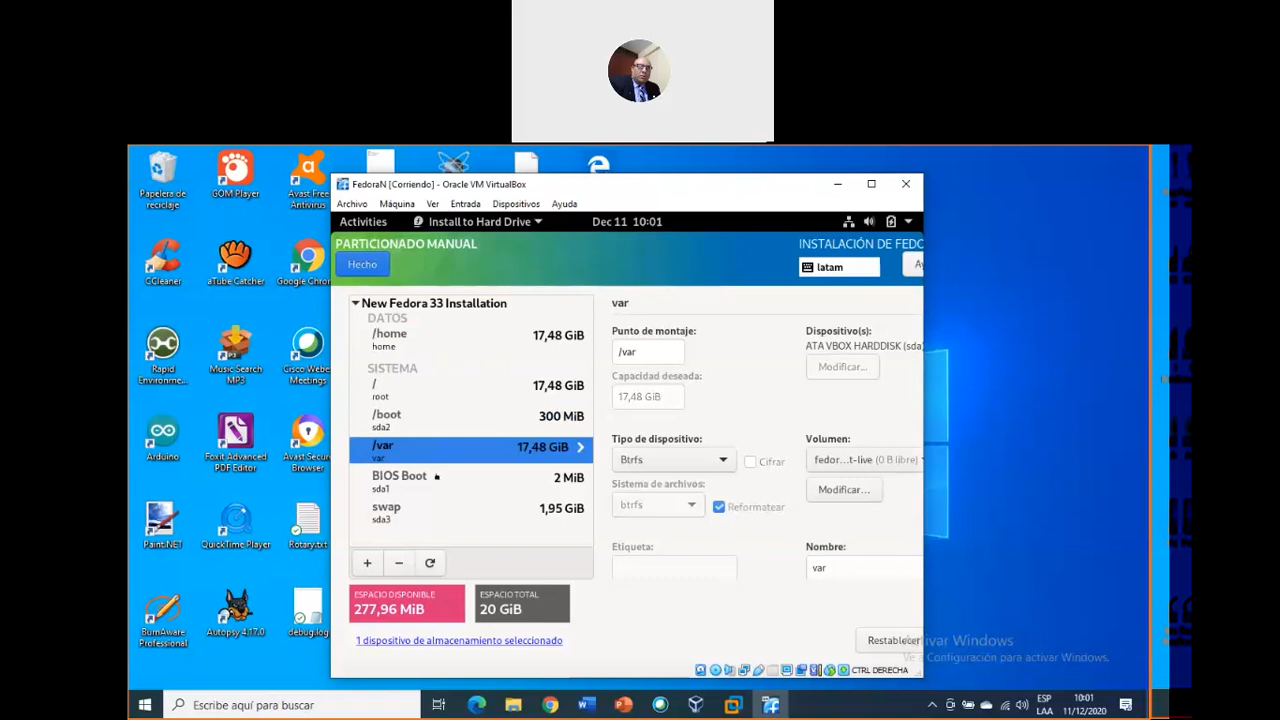 Papelera de
reciclaje
GOM Player
Avast Free
Antivirus
CCleaner
aTube Catcher
Google Chro
Rapid
Environme...
Music Search
MP3
Cisco Webe
Meetings
Arduino
Foxit Advanced
PDF Editor
Avast Secure
Browser
Paint.NET
QuickTime Player
Rotary.txt
BurnAware
Professional
Autopsy 4.17.0
debug.log
FedoraN [Corriendo] - Oracle VM VirtualBox
Archivo Máquina Ver Entrada Dispositivos Ayuda
Activities Install to Hard Drive Dec 11 10:01
PARTICIONADO MANUAL
INSTALACIÓN DE FEDO
Hecho
latam
Ay
New Fedora 33 Installation
DATOS
/home 17,48 GiB
home
SISTEMA
/ 17,48 GiB
root
/boot 300 MiB
sda2
/var 17,48 GiB
var
BIOS Boot 2 MiB
sda1
swap 1,95 GiB
sda3
+ −
ESPACIO DISPONIBLE
277,96 MiB
ESPACIO TOTAL
20 GiB
1 dispositivo de almacenamiento seleccionado
var
Punto de montaje:
/var
Capacidad deseada:
17,48 GiB
Dispositivo(s):
ATA VBOX HARDDISK (sda
Modificar...
Tipo de dispositivo:
Btrfs
Cifrar
Volumen:
fedor...t-live (0 B libre)
Modificar...
Sistema de archivos:
btrfs
Reformatear
Etiqueta:
Nombre:
var
Restablecer
Activar Windows
Ve a Configuración para activar Windows.
CTRL DERECHA
Escribe aquí para buscar
ESP
LAA
10:01
11/12/2020